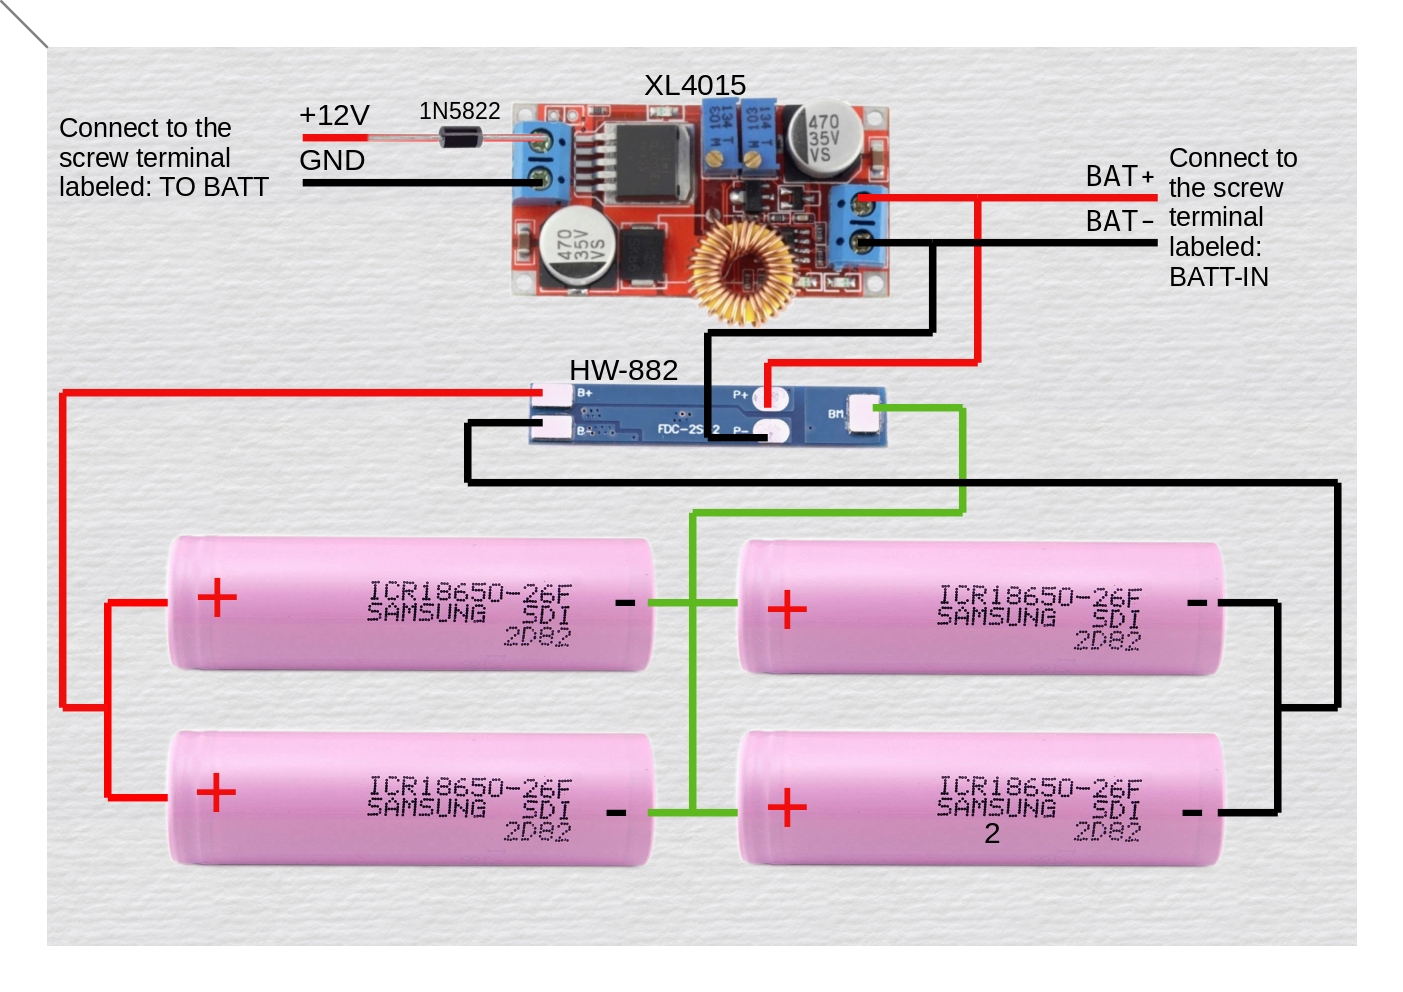 XL4015
+12V
1N5822
GND
Connect to the
screw terminal
labeled: TO BATT
W 103
W 103
T
134
T
134
470
35V
VS
470
35V
VS
BAT+
BAT-
Connect to
the screw
terminal
labeled:
BATT-IN
HW-882
B+
P+
BM
B-
FDC-2S-2
P-
ICR18650-26F
SAMSUNG SDI
2D82
+
-
ICR18650-26F
SAMSUNG SDI
2D82
+
-
ICR18650-26F
SAMSUNG SDI
2D82
+
-
ICR18650-26F
SAMSUNG SDI
2
2D82
+
-